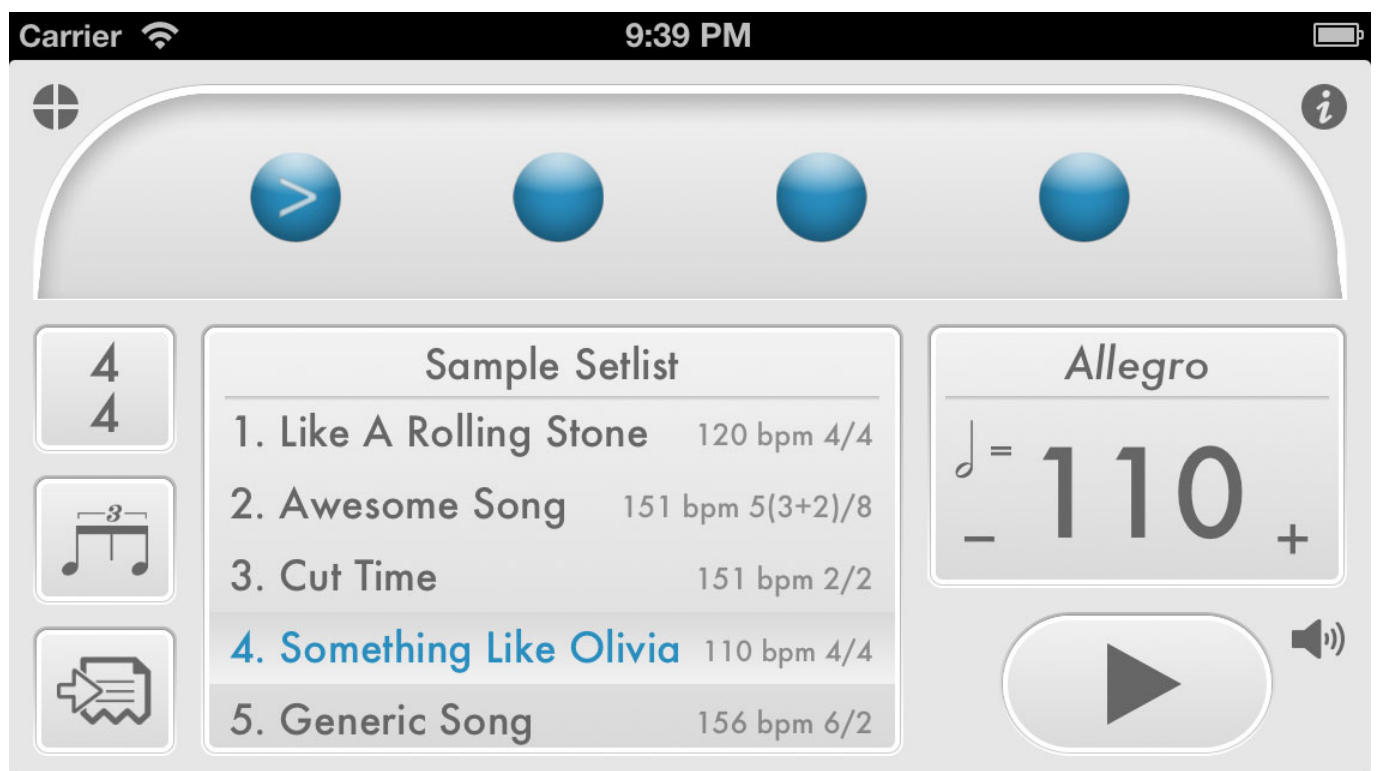 Carrier 9:39 PM
i
>
4
4
Sample Setlist
1. Like A Rolling Stone 120 bpm 4/4
2. Awesome Song 151 bpm 5(3+2)/8
3. Cut Time 151 bpm 2/2
4. Something Like Olivia 110 bpm 4/4
5. Generic Song 156 bpm 6/2
3
Allegro
= 110
− +